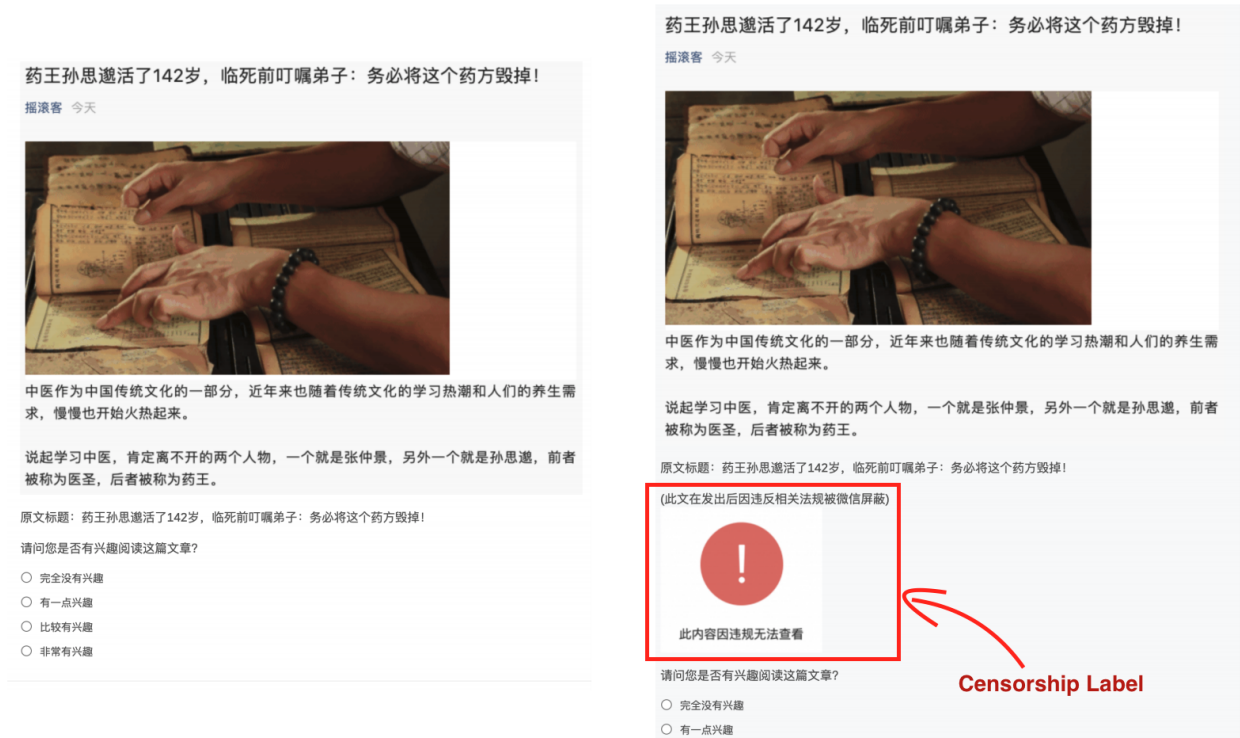 药王孙思邈活了142岁，临死前叮嘱弟子：务必将这个药方毁掉！
摇滚客 今天
中医作为中国传统文化的一部分，近年来也随着传统文化的学习热潮和人们的养生需
求，慢慢也开始火热起来。
说起学习中医，肯定离不开的两个人物，一个就是张仲景，另外一个就是孙思邈，前者
被称为医圣，后者被称为药王。
原文标题：药王孙思邈活了142岁，临死前叮嘱弟子：务必将这个药方毁掉！
请问您是否有兴趣阅读这篇文章?
完全没有兴趣
有一点兴趣
比较有兴趣
非常有兴趣
药王孙思邈活了142岁，临死前叮嘱弟子：务必将这个药方毁掉！
摇滚客 今天
中医作为中国传统文化的一部分，近年来也随着传统文化的学习热潮和人们的养生需
求，慢慢也开始火热起来。
说起学习中医，肯定离不开的两个人物，一个就是张仲景，另外一个就是孙思邈，前者
被称为医圣，后者被称为药王。
原文标题：药王孙思邈活了142岁，临死前叮嘱弟子：务必将这个药方毁掉！
(此文在发出后因违反相关法规被微信屏蔽)
!
此内容因违规无法查看
Censorship Label
请问您是否有兴趣阅读这篇文章?
完全没有兴趣
有一点兴趣